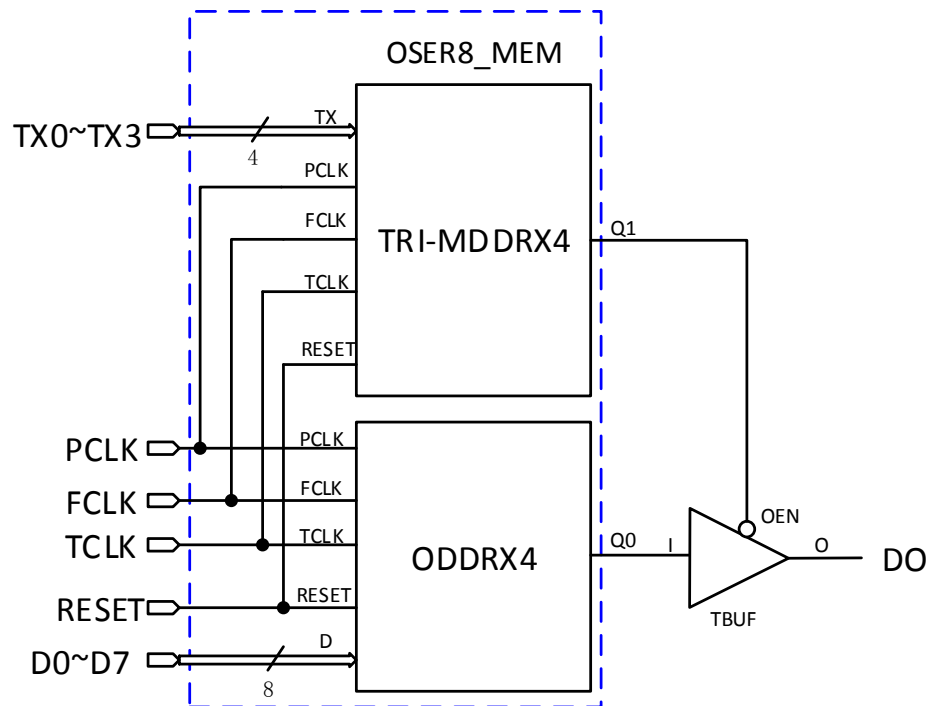 OSER8_MEM
TX0~TX3
TX
4
PCLK
FCLK
TRI-MDDRX4
Q1
TCLK
RESET
PCLK
PCLK
FCLK
FCLK
OEN
TCLK
TCLK
ODDRX4
Q0
I
O
DO
RESET
RESET
TBUF
D0~D7
D
8